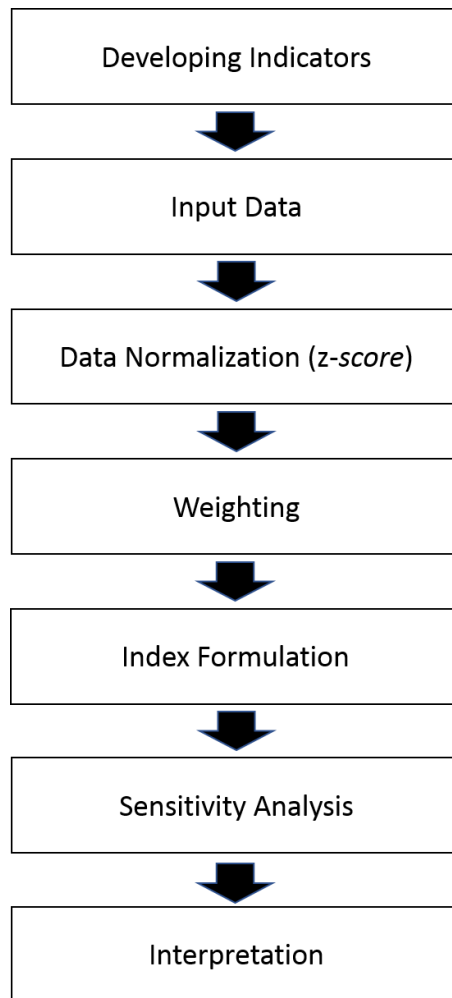 Developing Indicators
Input Data
Data Normalization (z-score)
Weighting
Index Formulation
Sensitivity Analysis
Interpretation